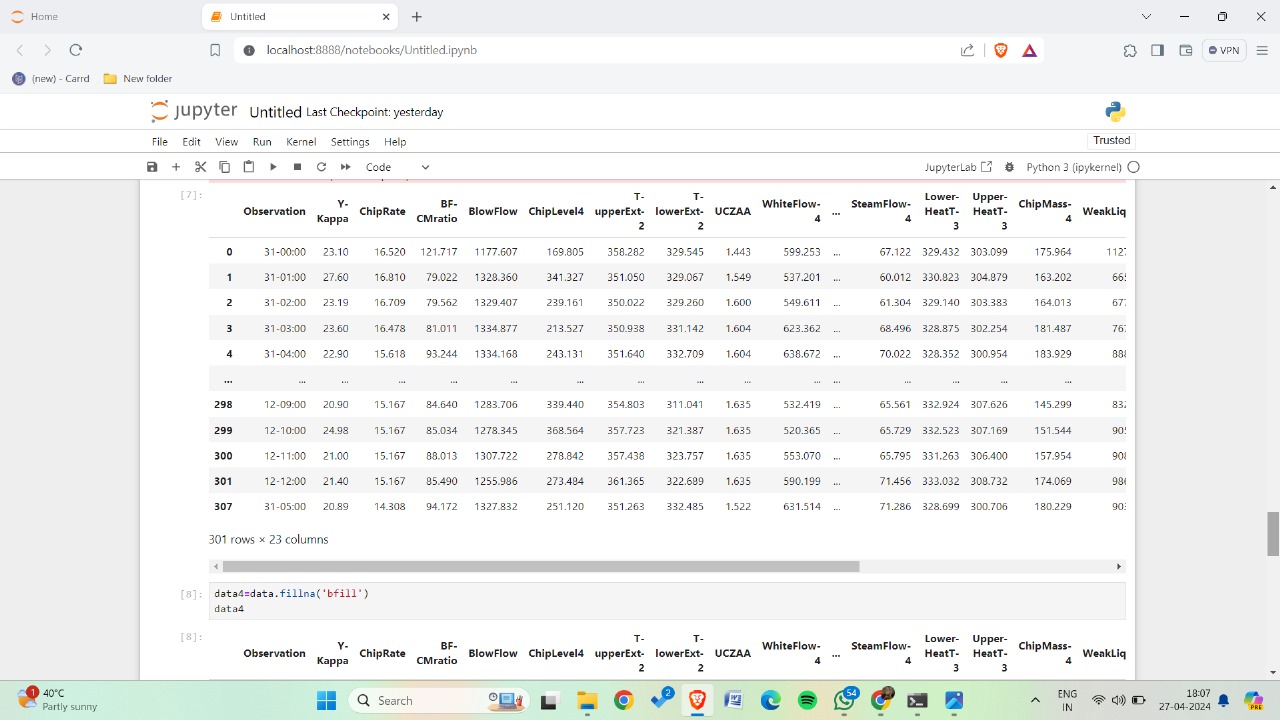 Home
Untitled
localhost:8888/notebooks/Untitled.ipynb
VPN
(new) - Carrd New folder
jupyter Untitled Last Checkpoint: yesterday
File Edit View Run Kernel Settings Help
Trusted
Code
JupyterLab Python 3 (ipykernel)
[7]:
Observation Y-Kappa ChipRate BF-CMratio BlowFlow ChipLevel4 T-upperExt-2 T-lowerExt-2 UCZAA WhiteFlow-4 ... SteamFlow-4 Lower-HeatT-3 Upper-HeatT-3 ChipMass-4 WeakLiq
0 31-00:00 23.10 16.520 121.717 1177.607 169.805 358.282 329.545 1.443 599.253 ... 67.122 329.432 303.099 175.964 112
1 31-01:00 27.60 16.810 79.022 1328.360 341.327 351.050 329.067 1.549 537.201 ... 60.012 330.823 304.879 163.202 665
2 31-02:00 23.19 16.709 79.562 1329.407 239.161 350.022 329.260 1.600 549.611 ... 61.304 329.140 303.383 164.013 677
3 31-03:00 23.60 16.478 81.011 1334.877 213.527 350.938 331.142 1.604 623.362 ... 68.496 328.875 302.254 181.487 767
4 31-04:00 22.90 15.618 93.244 1334.168 243.131 351.640 332.709 1.604 638.672 ... 70.022 328.352 300.954 183.929 888
... ... ... ... ... ... ... ... ... ... ... ... ... ... ... ...
298 12-09:00 20.90 15.167 84.640 1283.706 339.440 354.803 311.041 1.635 532.419 ... 65.561 332.924 307.626 145.299 832
299 12-10:00 24.98 15.167 85.034 1278.345 368.564 357.723 321.387 1.635 520.365 ... 65.729 332.523 307.169 151.544 905
300 12-11:00 21.00 15.167 88.013 1307.722 278.842 357.438 323.757 1.635 553.070 ... 65.795 331.263 306.400 157.954 908
301 12-12:00 21.40 15.167 85.490 1255.986 273.484 361.365 322.689 1.635 590.199 ... 71.456 333.032 308.732 174.069 986
307 31-05:00 20.89 14.308 94.172 1327.832 251.120 351.263 332.485 1.522 631.514 ... 71.286 328.699 300.706 180.229 903
301 rows × 23 columns
[8]: data4=data.fillna('bfill')
data4
[8]:
Observation Y-Kappa ChipRate BF-CMratio BlowFlow ChipLevel4 T-upperExt-2 T-lowerExt-2 UCZAA WhiteFlow-4 ... SteamFlow-4 Lower-HeatT-3 Upper-HeatT-3 ChipMass-4 WeakLiq
1 40°C
Partly sunny
Search
2
54
ENG
IN
18:07
27-04-2024
PRE